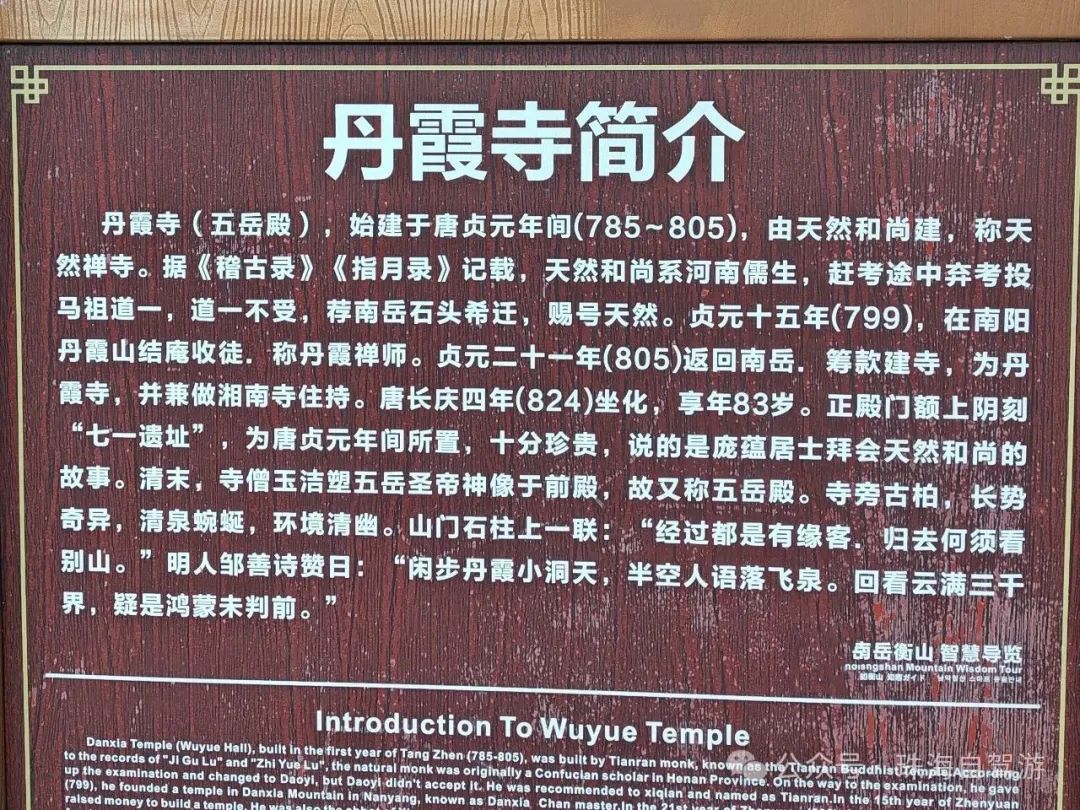 丹霞寺简介
丹霞寺（五岳殿），始建于唐贞元年间(785～805)，由天然和尚建，称天
然禅寺。据《稽古录》《指月录》记载，天然和尚系河南儒生，赶考途中弃考投
马祖道一，道一不受，荐南岳石头希迁，赐号天然。贞元十五年(799)，在南阳
丹霞山结庵收徒．称丹霞禅师。贞元二十一年(805)返回南岳．筹款建寺，为丹
霞寺，并兼做湘南寺住持。唐长庆四年(824)坐化，享年83岁。正殿门额上阴刻
“七一遗址”，为唐贞元年间所置，十分珍贵，说的是庞蕴居士拜会天然和尚的
故事。清末，寺僧玉洁塑五岳圣帝神像于前殿，故又称五岳殿。寺旁古柏，长势
奇异，清泉蜿蜒，环境清幽。山门石柱上一联：“经过都是有缘客．归去何须看
别山。”明人邹善诗赞日：“闲步丹霞小洞天，半空人语落飞泉。回看云满三千
界，疑是鸿蒙未判前。”
南岳衡山 智慧导览
Mountain Wisdom Tour
Introduction To Wuyue Temple
Danxia Temple (Wuyue Hall), built in the first year of Tang Zhen (785-805), was built by Tianran monk, known as the Tianran Buddhist Temple. According
to the records of "Ji Gu Lu" and "Zhi Yue Lu", the natural monk was originally a Confucian scholar in Henan Province. On the way to the examination, he gave
up the examination and changed to Daoyi, but Daoyi didn't accept it. He was recommended to xiqian and named as Tianran.In the 15th year of Zhenyuan
(799), he founded a temple in Danxia Mountain in Nanyang, known as Danxia Chan master.In the 21st year of
raised money to build a temple. He was also the
公众号 珠海自驾游